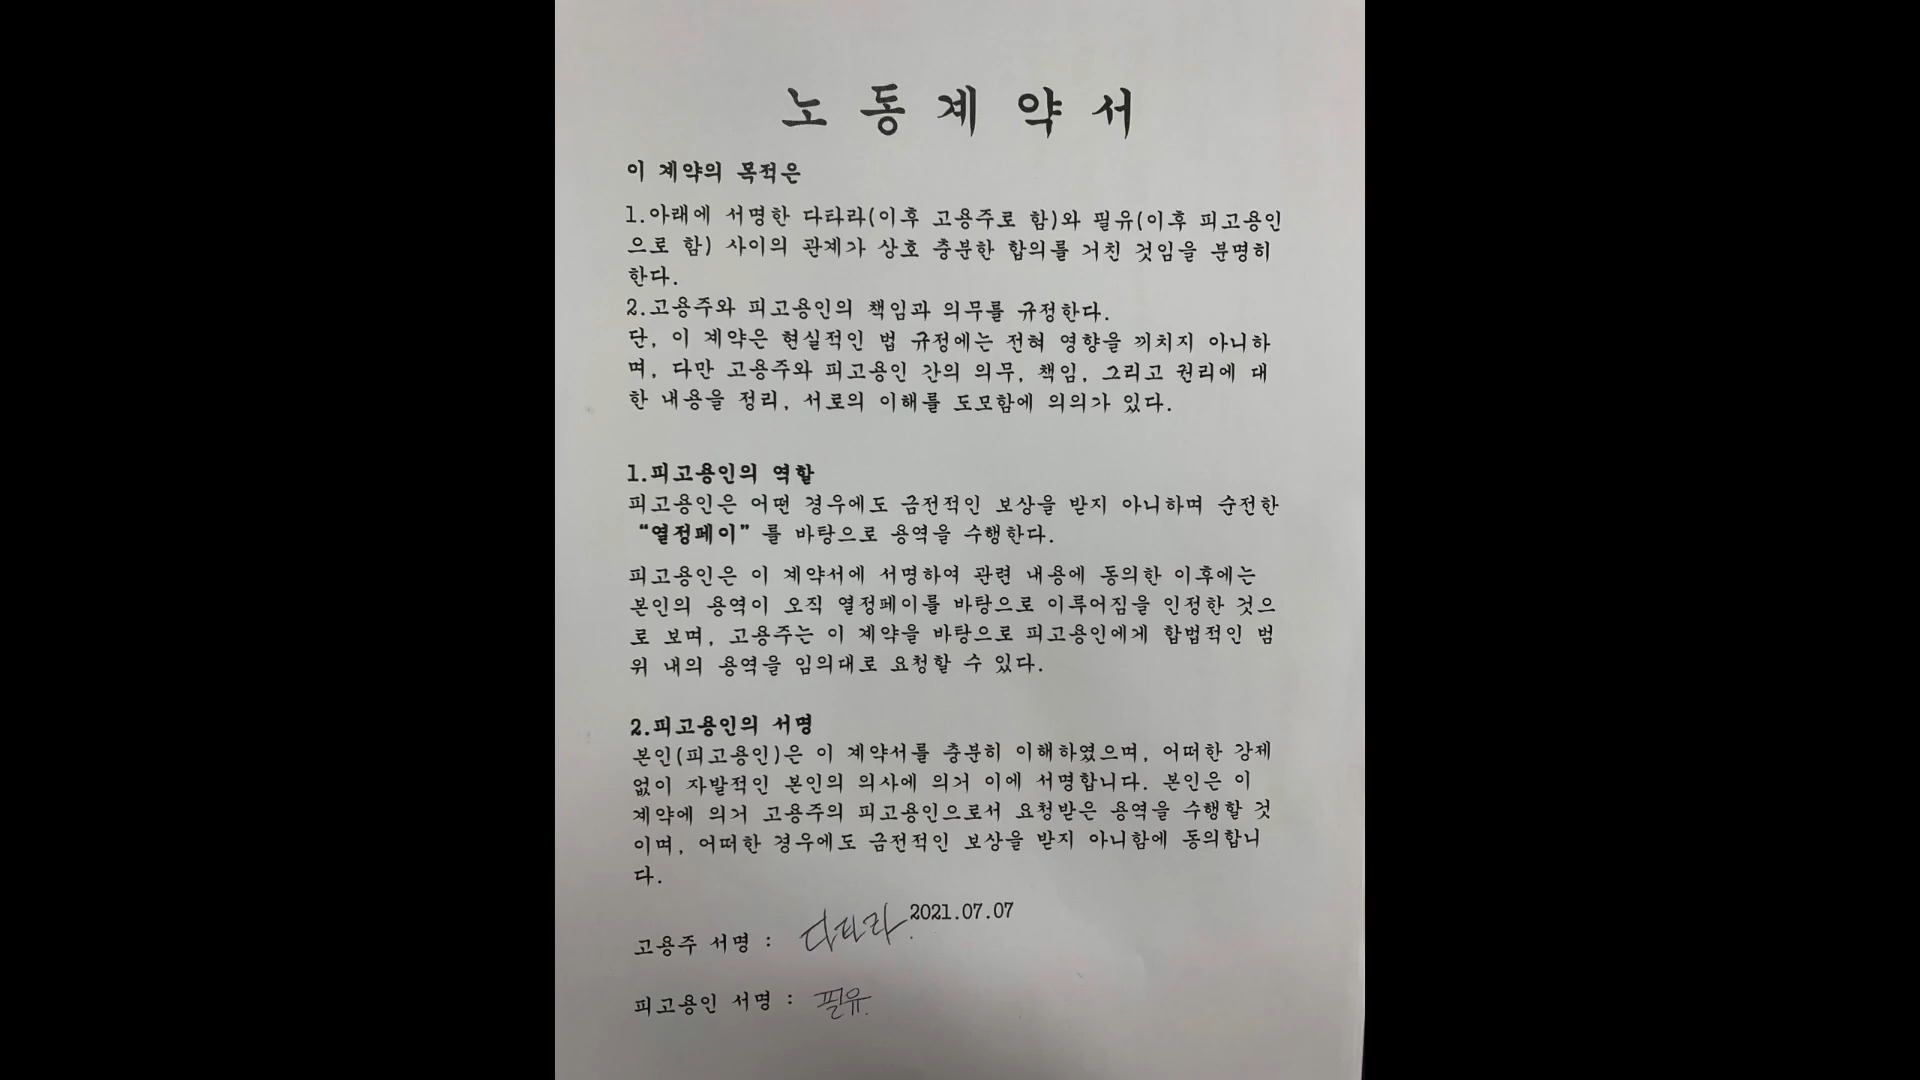 노동계약서
이 계약의 목적은
1.아래에 서명한 다타라(이후 고용주로 함)와 필유(이후 피고용인
으로 함) 사이의 관계가 상호 충분한 합의를 거친 것임을 분명히
한다.
2.고용주와 피고용인의 책임과 의무를 규정한다.
단, 이 계약은 현실적인 법 규정에는 전혀 영향을 끼치지 아니하
며, 다만 고용주와 피고용인 간의 의무, 책임, 그리고 권리에 대
한 내용을 정리, 서로의 이해를 도모함에 의의가 있다.
1.피고용인의 역할
피고용인은 어떤 경우에도 금전적인 보상을 받지 아니하며 순전한
“열정페이” 를 바탕으로 용역을 수행한다.
피고용인은 이 계약서에 서명하여 관련 내용에 동의한 이후에는
본인의 용역이 오직 열정페이를 바탕으로 이루어짐을 인정한 것으
로 보며, 고용주는 이 계약을 바탕으로 피고용인에게 합법적인 범
위 내의 용역을 임의대로 요청할 수 있다.
2.피고용인의 서명
본인(피고용인)은 이 계약서를 충분히 이해하였으며, 어떠한 강제
없이 자발적인 본인의 의사에 의거 이에 서명합니다. 본인은 이
계약에 의거 고용주의 피고용인으로서 요청받은 용역을 수행할 것
이며, 어떠한 경우에도 금전적인 보상을 받지 아니함에 동의합니
다.
2021.07.07
고용주 서명 : 다타라.
피고용인 서명 : 필유.